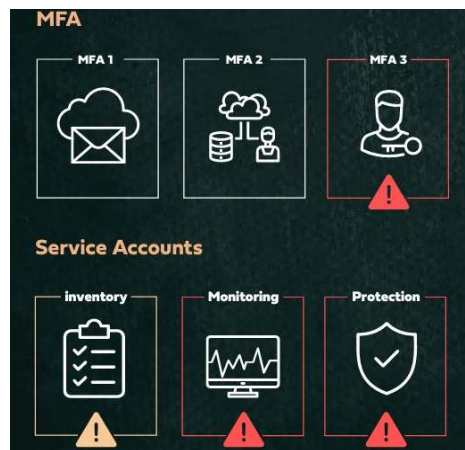 MFA
MFA 1
MFA 2
MFA 3
Service Accounts
inventory
Monitoring
Protection